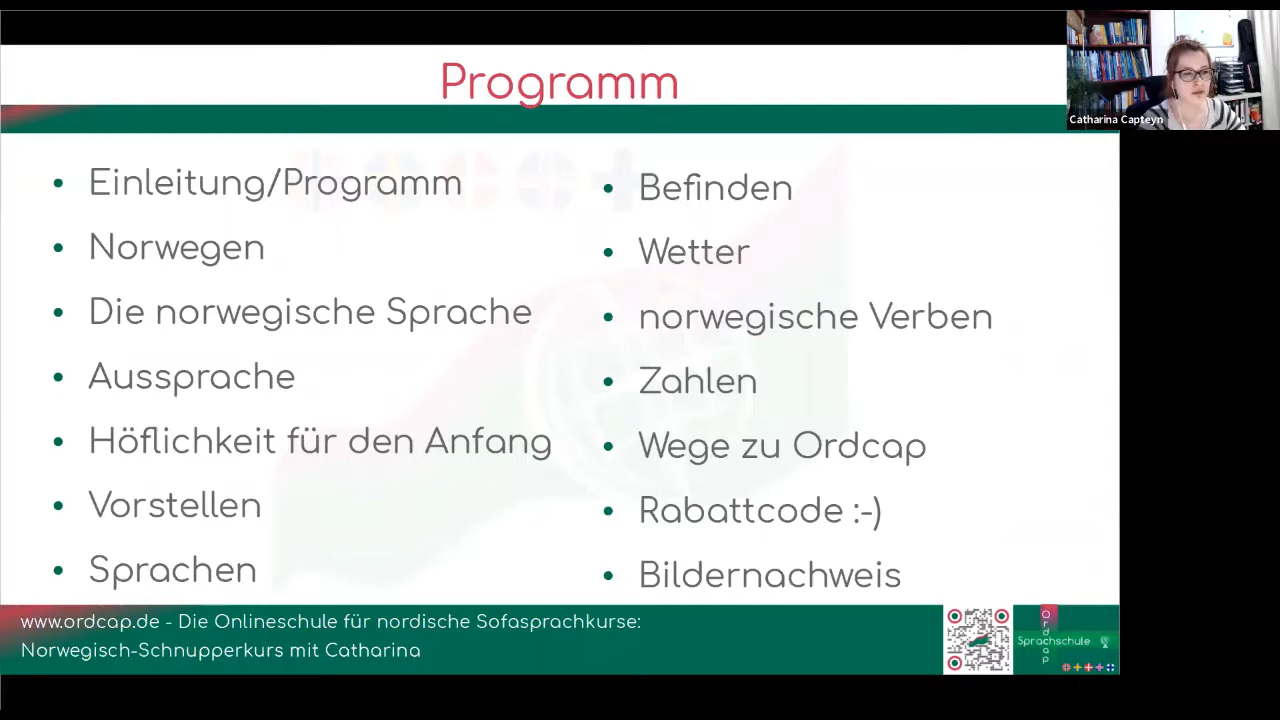 Programm
Catharina Capteyn
Einleitung/Programm
Norwegen
Die norwegische Sprache
Aussprache
Höflichkeit für den Anfang
Vorstellen
Sprachen
Befinden
Wetter
norwegische Verben
Zahlen
Wege zu Ordcap
Rabattcode :-)
Bildernachweis
www.ordcap.de - Die Onlineschule für nordische Sofasprachkurse:
Norwegisch-Schnupperkurs mit Catharina
Ordcap
Sprachschule